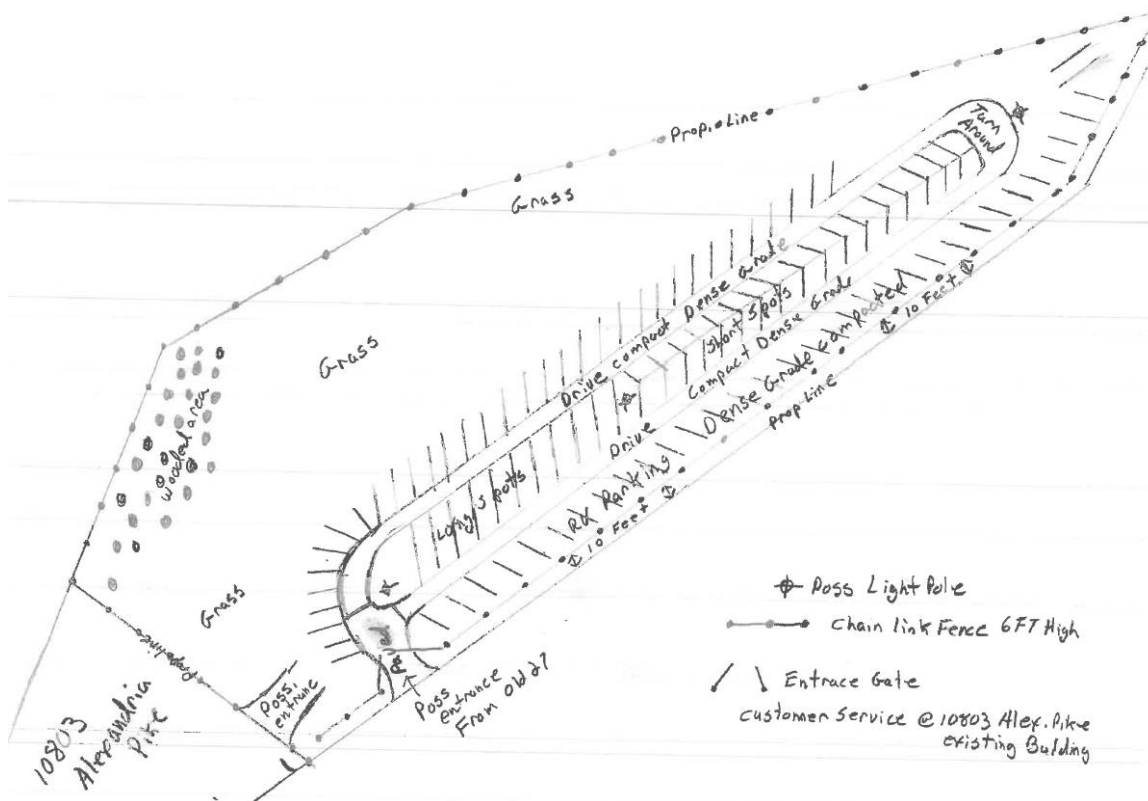 Prop. Line
Turn
Around
Grass
Drive compact Dense Grade
Short Spots
Compact Dense Grade
Drive
Grass
Long Spots
RV Parking
Dense Grade compacted
10 Feet
10 Feet
Prop Line
wooded area
Grass
Prop Line
Poss.
entranc
Poss
entrance
From Old 27
10803
Alexandria
Pike
Poss Light Pole
Chain link Fence 6FT High
Entrace Gate
Customer Service @ 10803 Alex. Pike
existing Building